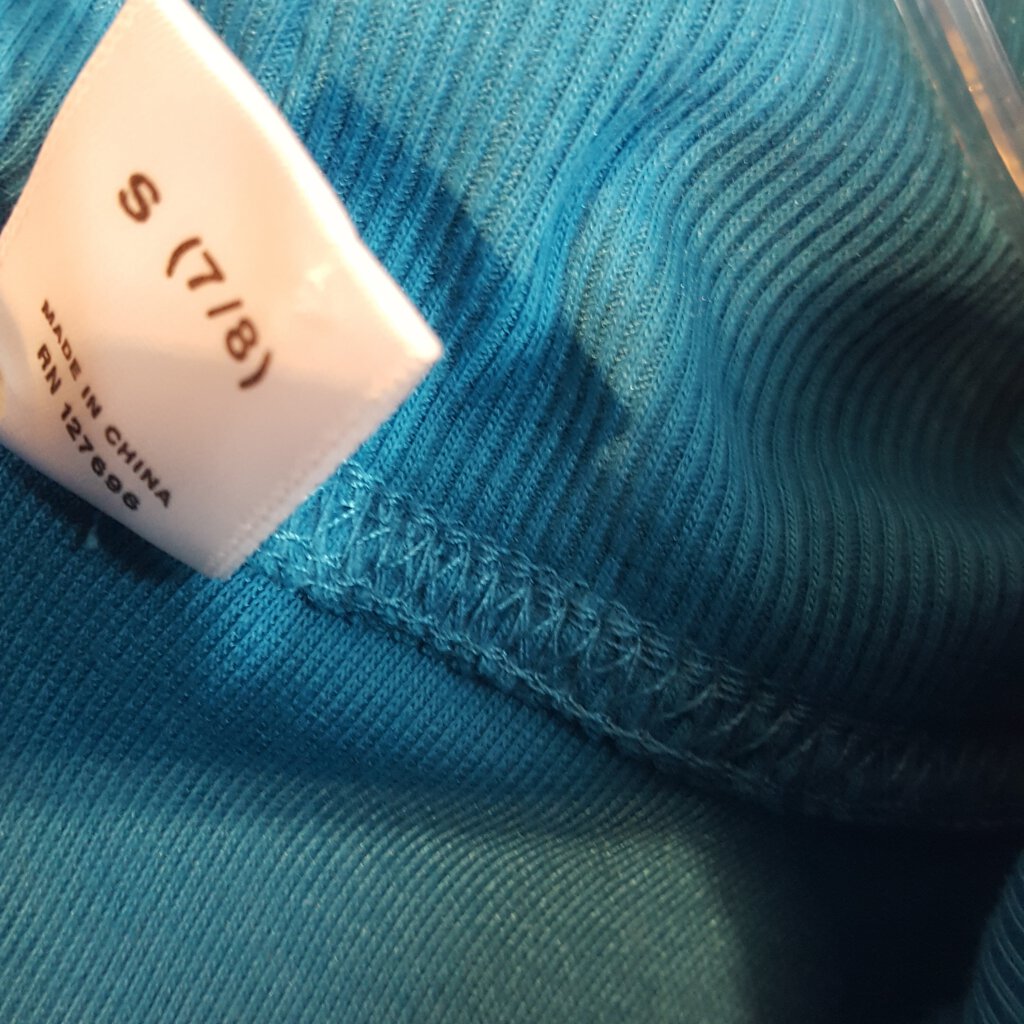 S (7/8)
MADE IN CHINA
RN 127696